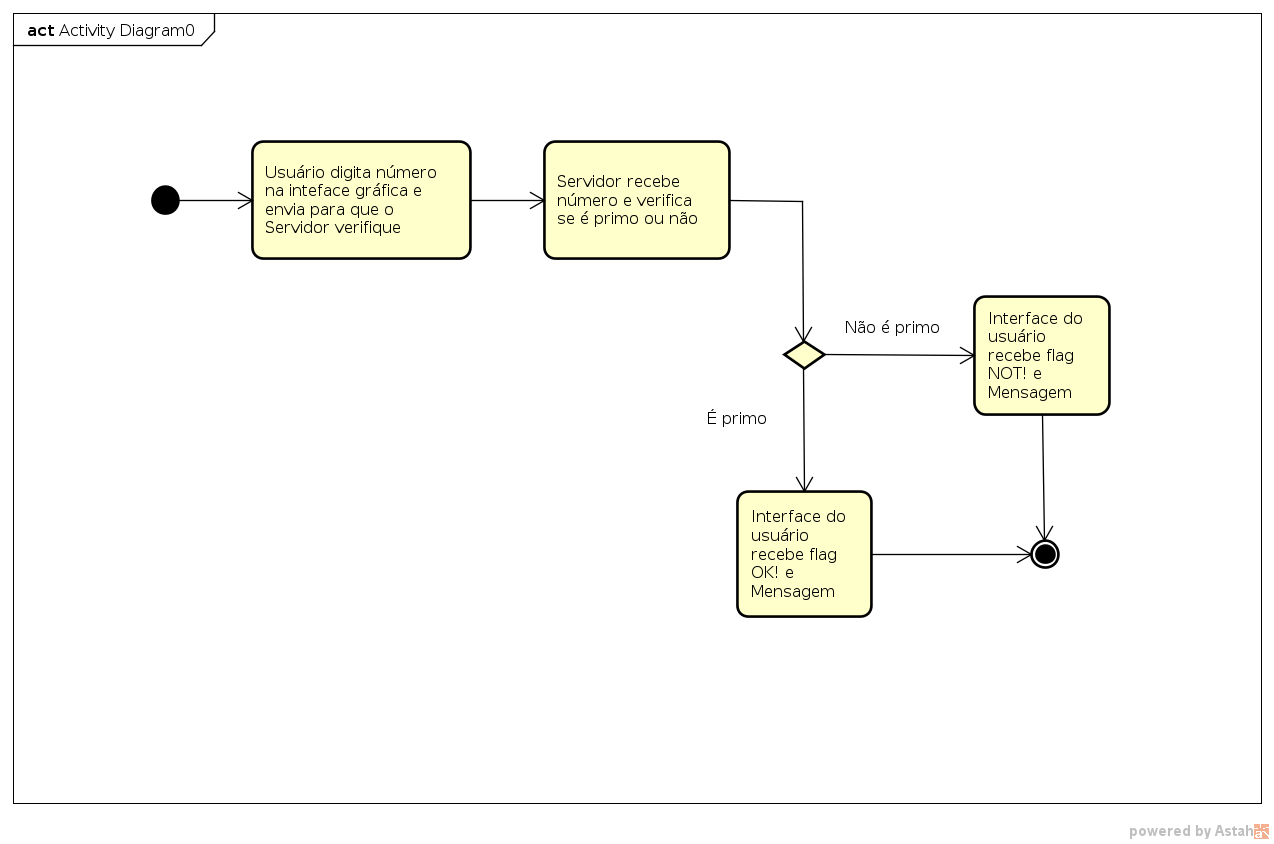 act Activity Diagram0
Usuário digita número
na inteface gráfica e
envia para que o
Servidor verifique
Servidor recebe
número e verifica
se é primo ou não
Não é primo
Interface do
usuário
recebe flag
NOT! e
Mensagem
É primo
Interface do
usuário
recebe flag
OK! e
Mensagem
powered by Astah